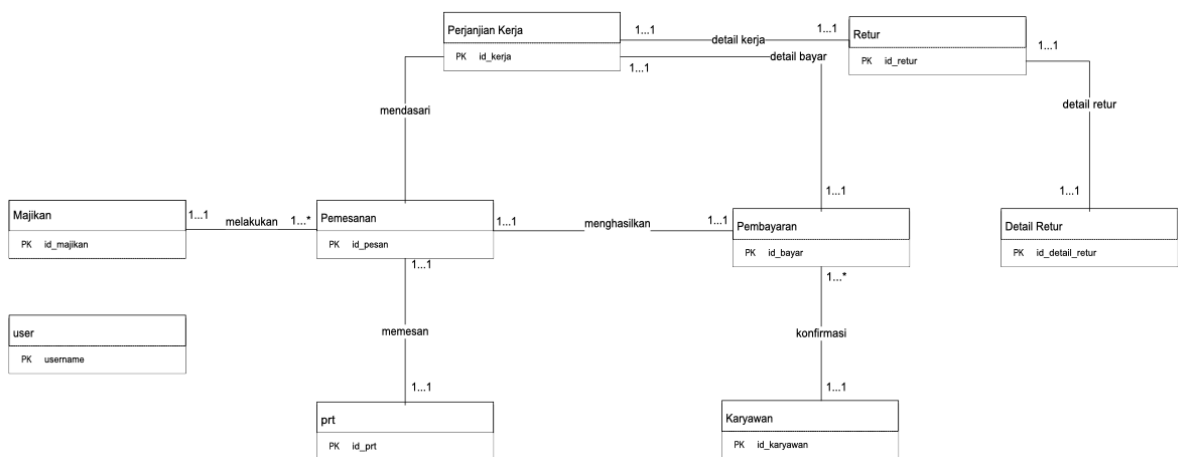 Perjanjian Kerja
PK id_kerja
1...1
detail kerja
1...1
Retur
PK id_retur
1...1
1...1
detail bayar
mendasari
detail retur
Majikan
PK id_majikan
1...1
melakukan
1...*
Pemesanan
PK id_pesan
1...1
menghasilkan
1...1
1...1
Pembayaran
PK id_bayar
1...1
Detail Retur
PK id_detail_retur
1...1
1...*
user
PK username
memesan
konfirmasi
1...1
1...1
prt
PK id_prt
Karyawan
PK id_karyawan